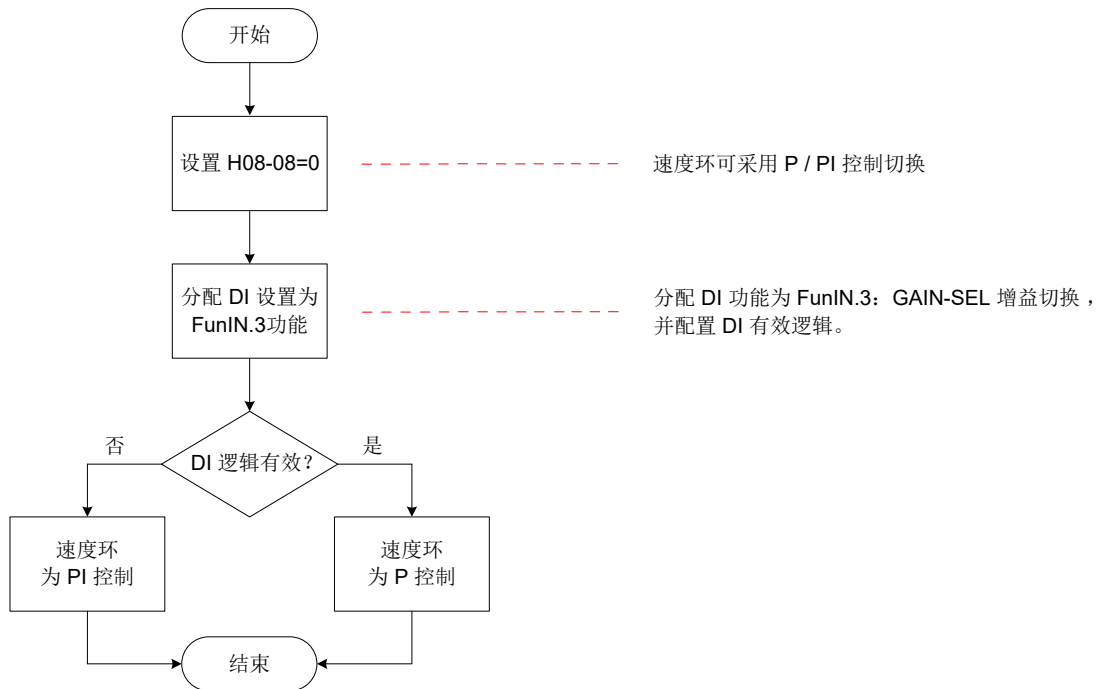 开始
设置 H08-08=0
速度环可采用 P / PI 控制切换
分配 DI 设置为
FunIN.3功能
分配 DI 功能为 FunIN.3：GAIN-SEL 增益切换，
并配置 DI 有效逻辑。
否
是
DI 逻辑有效？
速度环
为 PI 控制
速度环
为 P 控制
结束